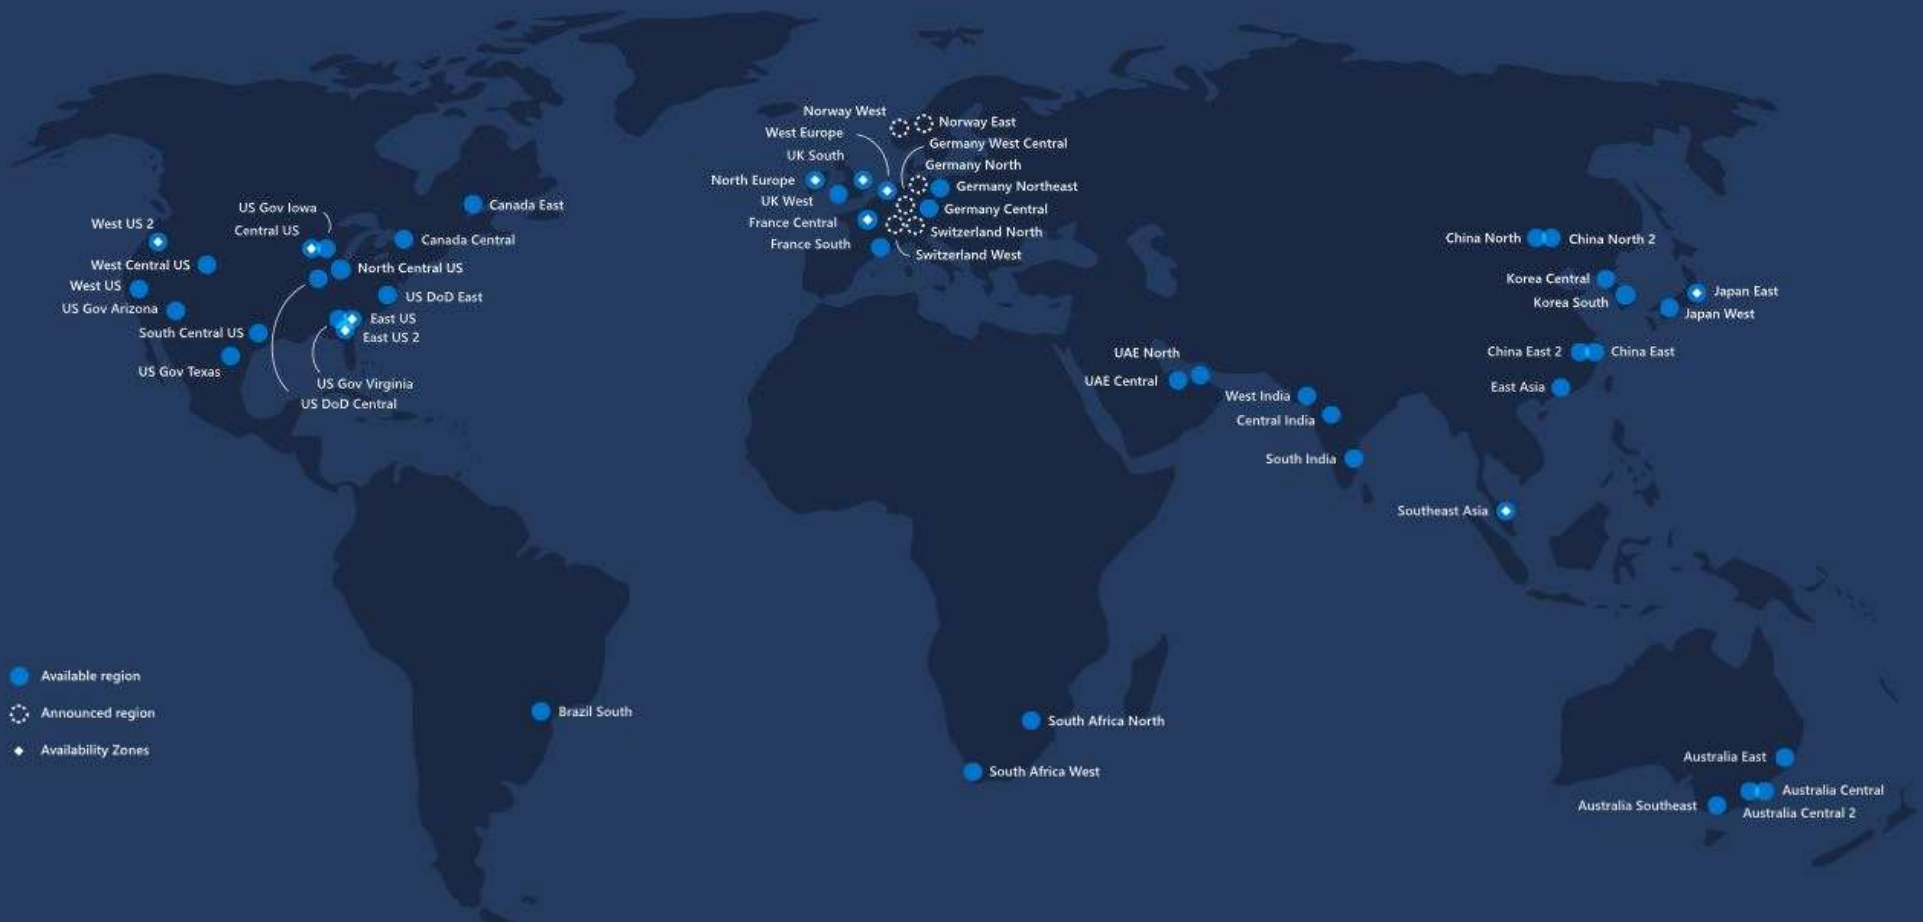 Norway West
Norway East
West Europe
Germany West Central
UK South
Germany North
North Europe
Germany Northeast
UK West
Germany Central
France Central
Switzerland North
France South
Switzerland West
Canada East
US Gov Iowa
West US 2
Central US
Canada Central
West Central US
North Central US
West US
US DoD East
US Gov Arizona
East US
South Central US
East US 2
US Gov Texas
US Gov Virginia
US DoD Central
China North
China North 2
Korea Central
Japan East
Korea South
Japan West
China East 2
China East
East Asia
UAE North
UAE Central
West India
Central India
South India
Southeast Asia
Available region
Announced region
Availability Zones
Brazil South
South Africa North
South Africa West
Australia East
Australia Central
Australia Southeast
Australia Central 2